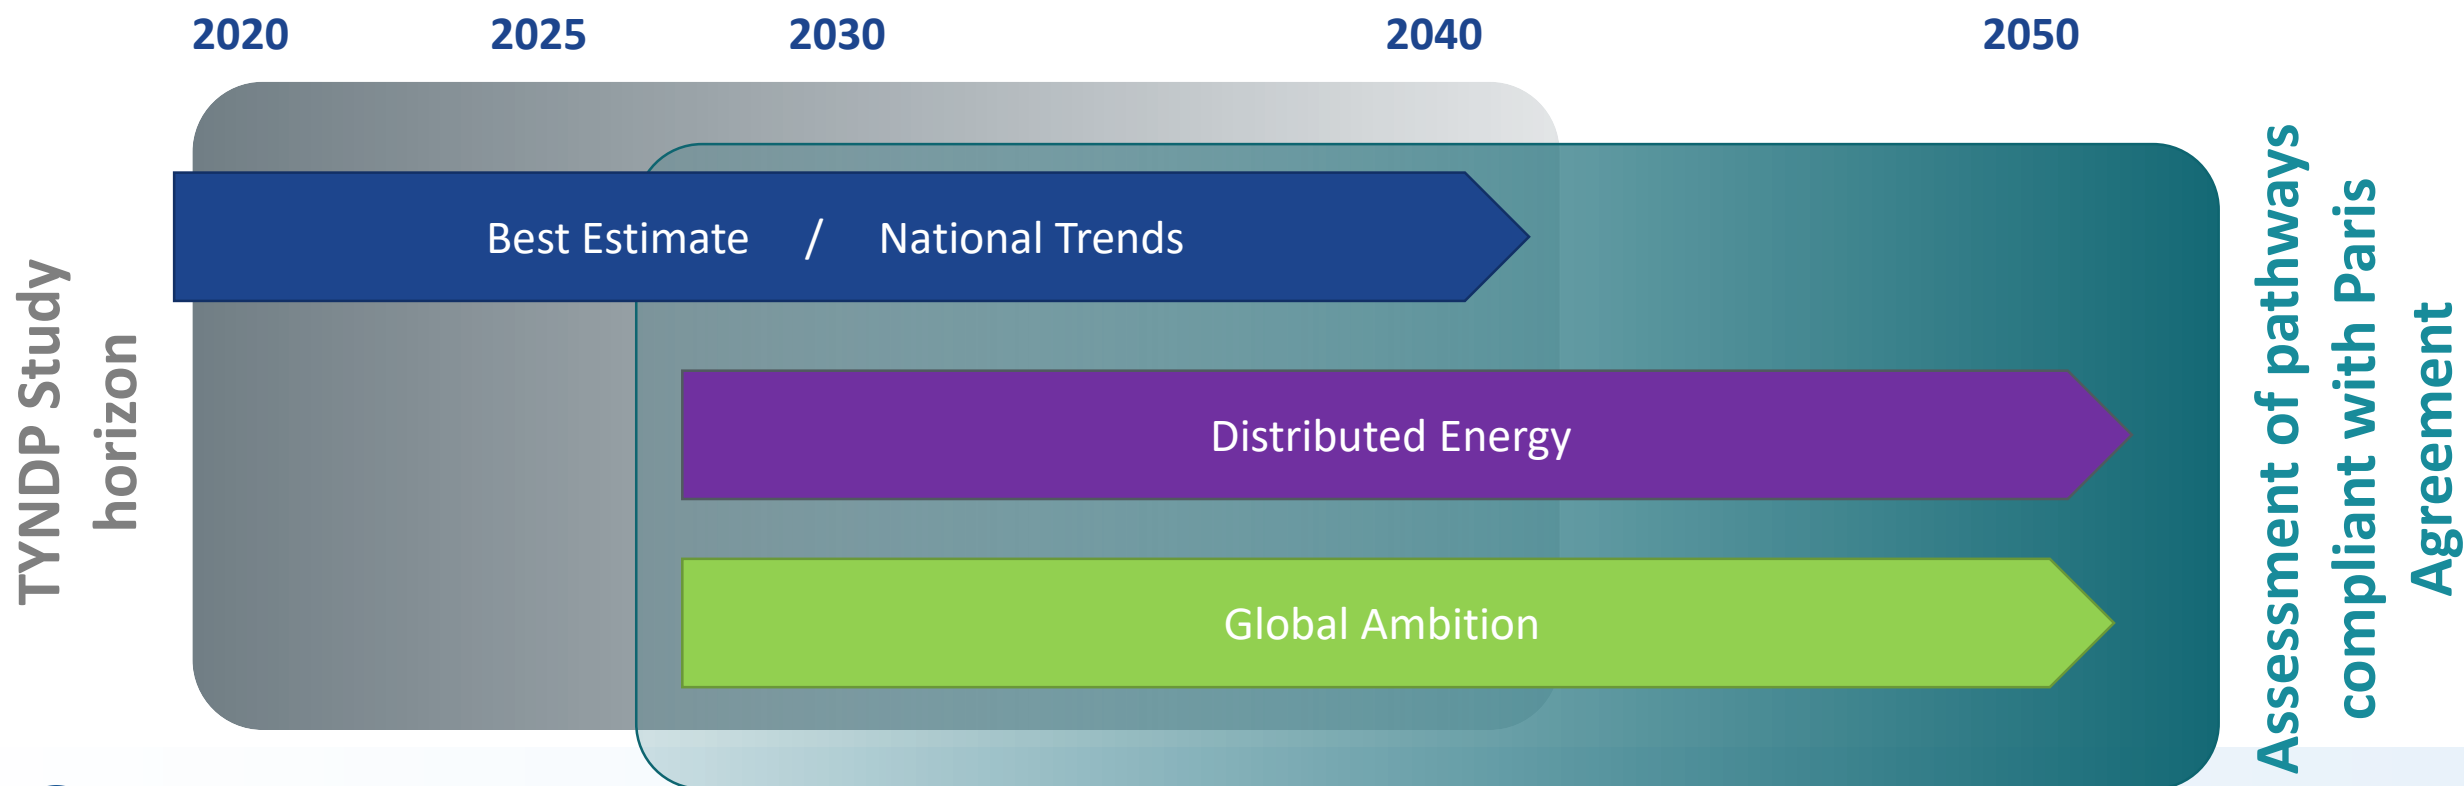 2020 2025 2030 2040 2050
TYNDP Study
horizon
Best Estimate / National Trends
Distributed Energy
Global Ambition
Assessment of pathways
compliant with Paris
Agreement